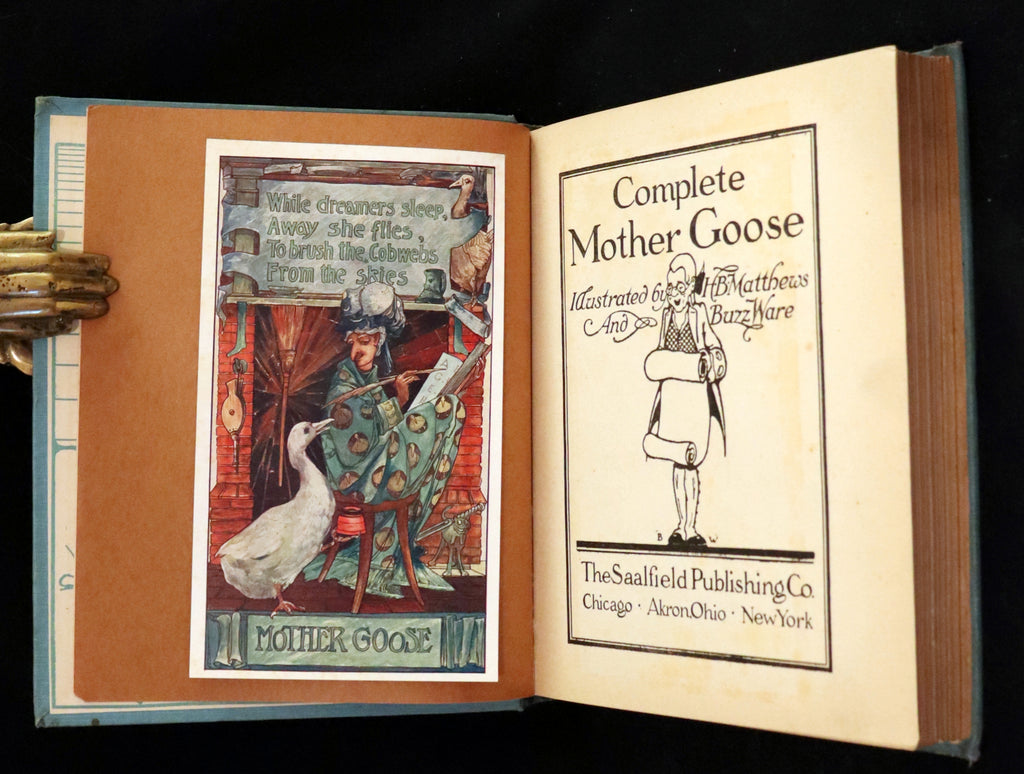 While dreamers sleep,
Away she flies,
To brush the Cobwebs
From the skies
MOTHER GOOSE
Complete
Mother Goose
Illustrated by H.B. Matthews
And Buzz Ware
B W
The Saalfield Publishing Co.
Chicago · Akron, Ohio · New York